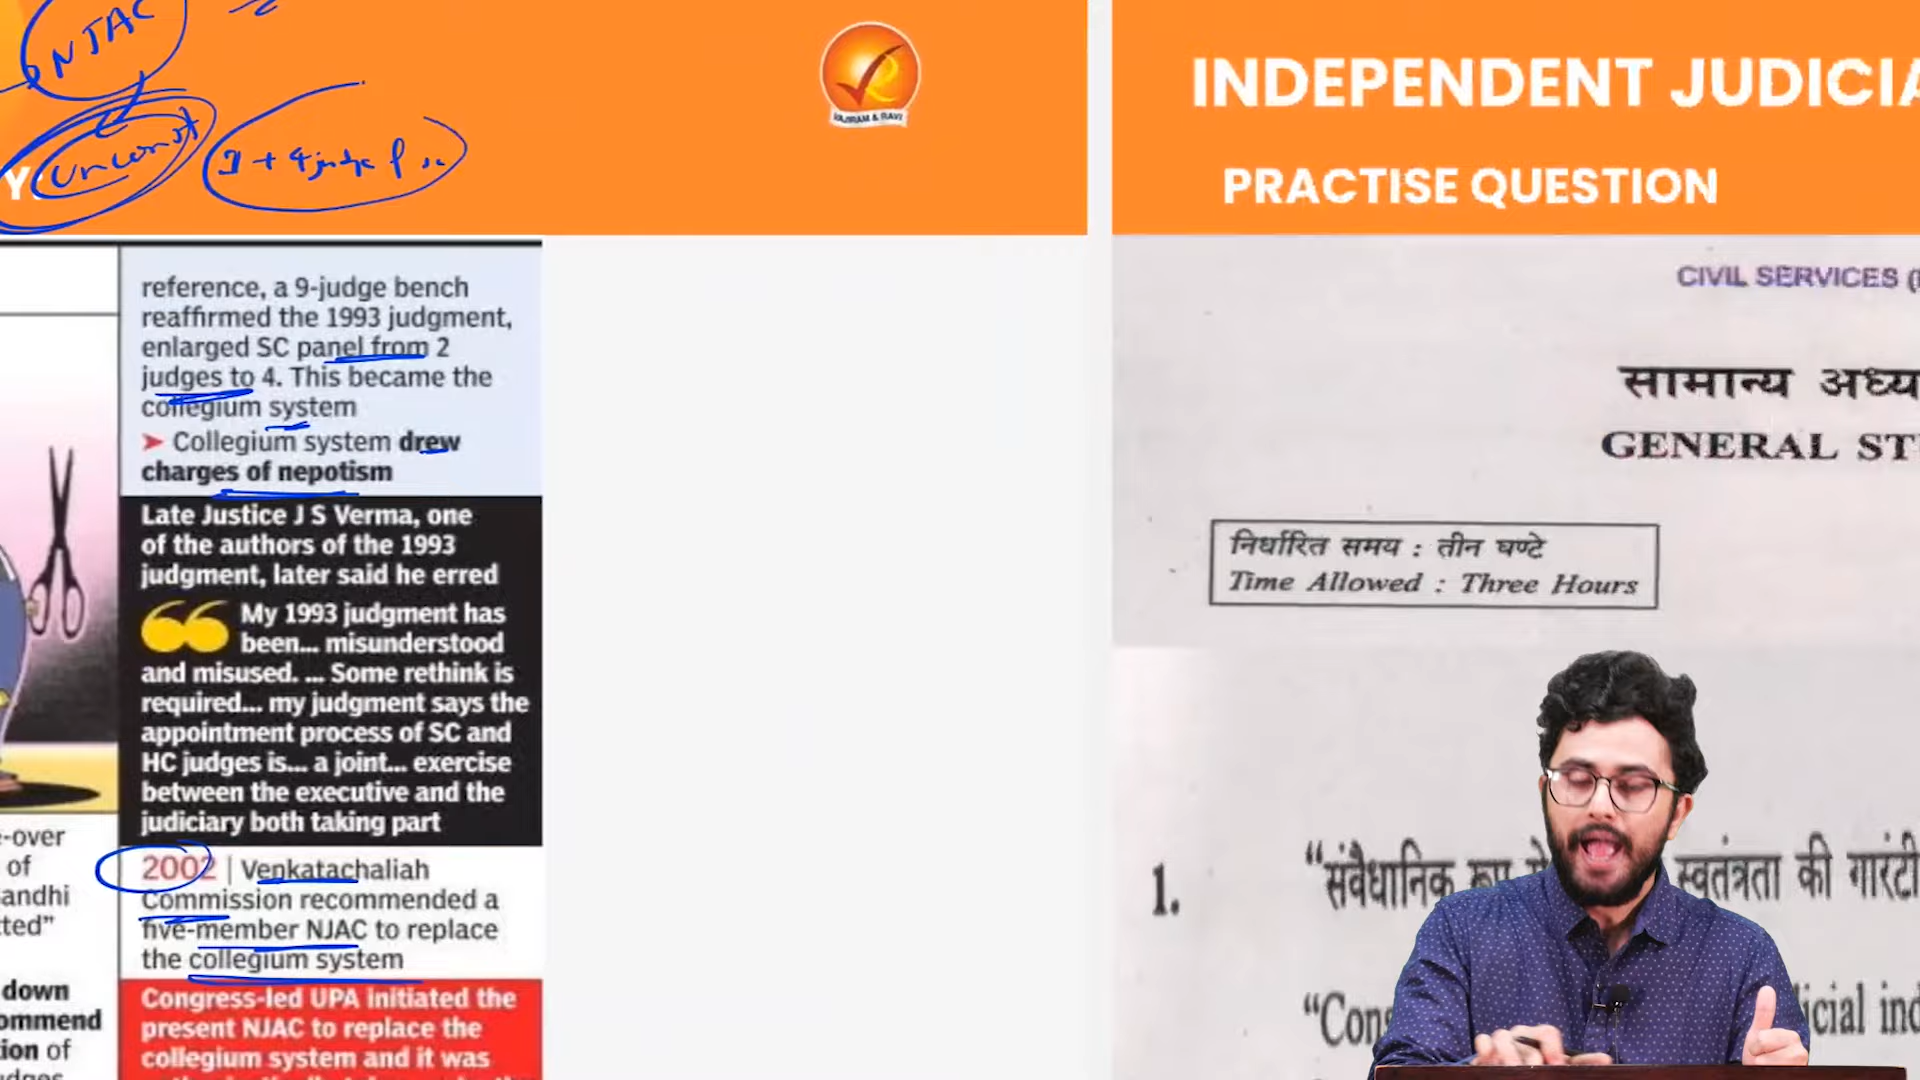 NJAC
Y:
unconst
1 + 4 judge
VAJIRAM & RAVI
reference, a 9-judge bench
reaffirmed the 1993 judgment,
enlarged SC panel from 2
judges to 4. This became the
collegium system
➤ Collegium system drew
charges of nepotism
Late Justice J S Verma, one
of the authors of the 1993
judgment, later said he erred
My 1993 judgment has
been... misunderstood
and misused. ... Some rethink is
required... my judgment says the
appointment process of SC and
HC judges is... a joint... exercise
between the executive and the
judiciary both taking part
2002 | Venkatachaliah
Commission recommended a
five-member NJAC to replace
the collegium system
Congress-led UPA initiated the
present NJAC to replace the
collegium system and it was
-over
of
andhi
ted”
down
ommend
ion of
INDEPENDENT JUDICIA
PRACTISE QUESTION
CIVIL SERVICES (
सामान्य अध्य
GENERAL ST
निर्धारित समय : तीन घण्टे
Time Allowed : Three Hours
1. “संवैधानिक रूप स्वतंत्रता की गारंटी
“Cons icial ind